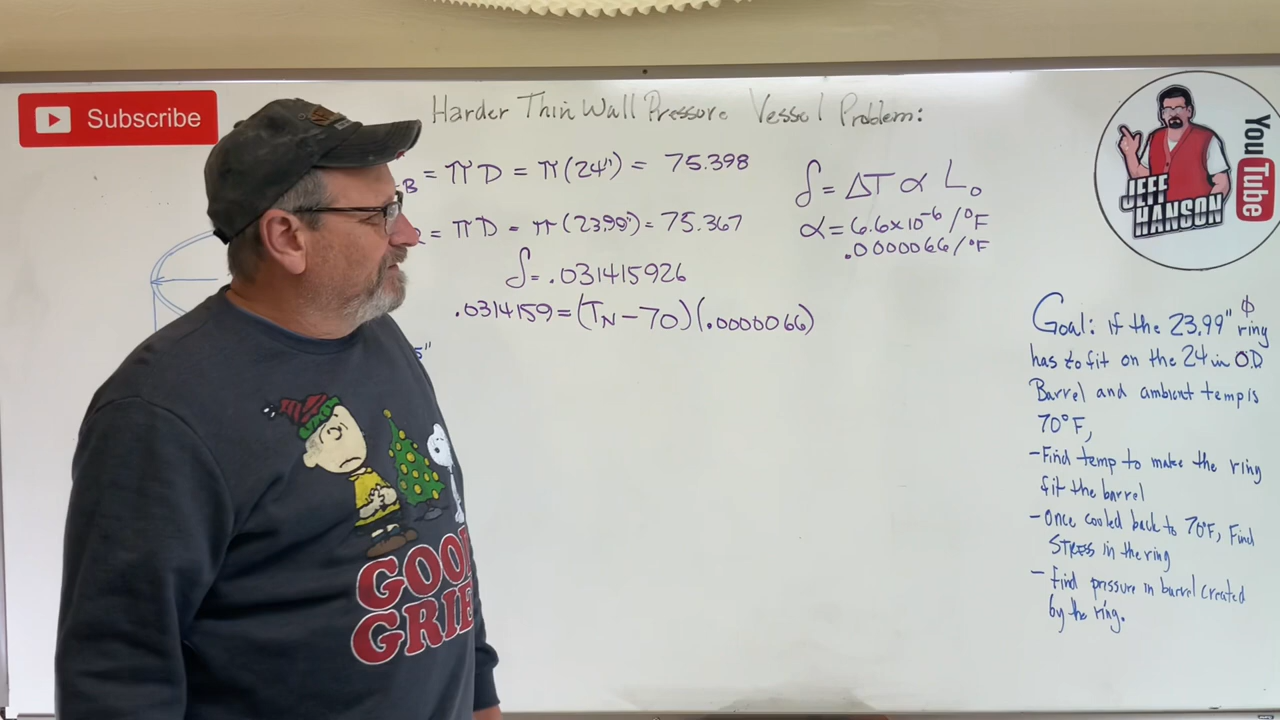 Subscribe
Harder Thin Wall Pressure Vessel Problem:
B = πD = π(24") = 75.398
= πD = π(23.99") = 75.367
δ = .031415926
.0314159 = (TN - 70)(.0000066)
5"
δ = ΔT α L₀
α = 6.6x10⁻⁶ /°F
.0000066/°F
JEFF
HANSON
YouTube
Goal: if the 23.99" ϕ ring
has to fit on the 24 in O.D
Barrel and ambient temp is
70°F,
- Find temp to make the ring
fit the barrel
- Once cooled back to 70°F, Find
STRESS in the ring
- Find pressure in barrel created
by the ring.
GOOD
GRIE